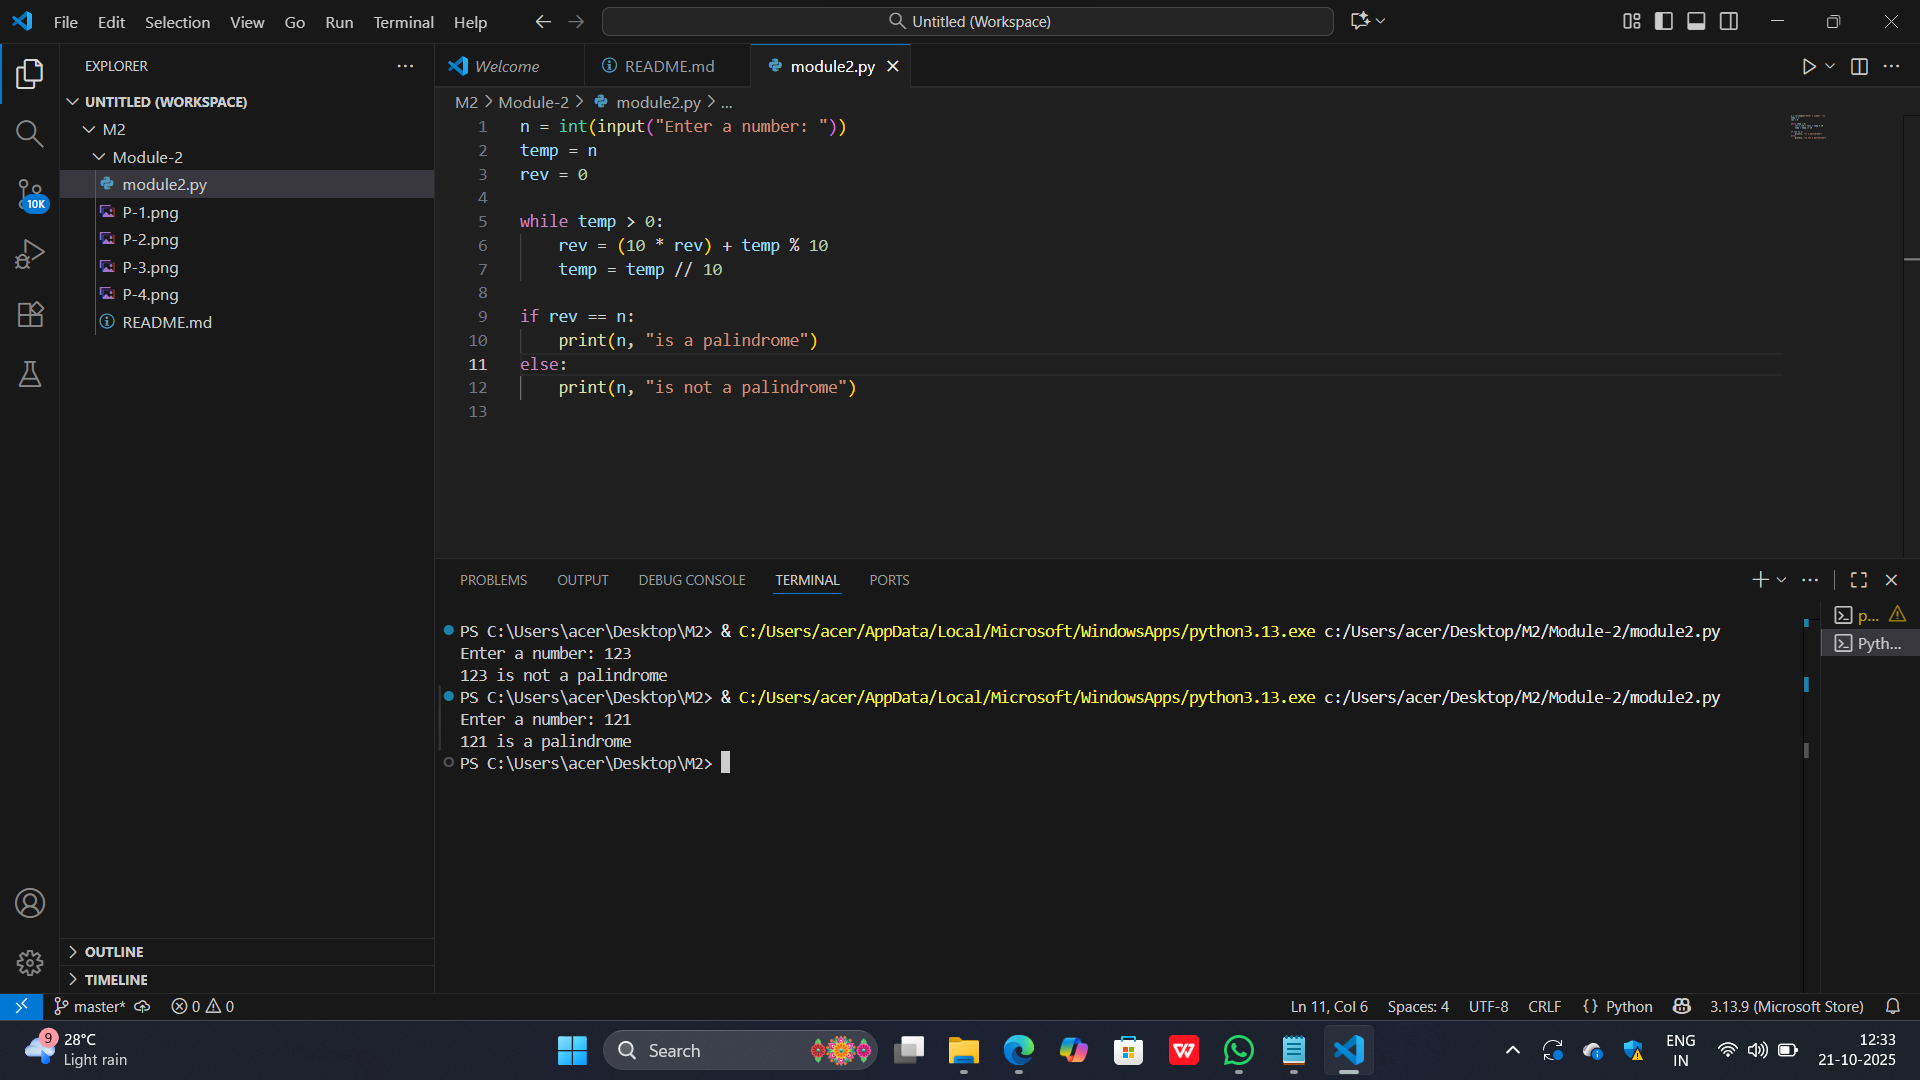 File Edit Selection View Go Run Terminal Help
Untitled (Workspace)
EXPLORER
UNTITLED (WORKSPACE)
M2
Module-2
module2.py
P-1.png
P-2.png
P-3.png
P-4.png
README.md
10K
OUTLINE
TIMELINE
Welcome
README.md
module2.py
M2 > Module-2 > module2.py > ...
1 n = int(input("Enter a number: "))
2 temp = n
3 rev = 0
4
5 while temp > 0:
6 rev = (10 * rev) + temp % 10
7 temp = temp // 10
8
9 if rev == n:
10 print(n, "is a palindrome")
11 else:
12 print(n, "is not a palindrome")
13
PROBLEMS OUTPUT DEBUG CONSOLE TERMINAL PORTS
PS C:\Users\acer\Desktop\M2> & C:/Users/acer/AppData/Local/Microsoft/WindowsApps/python3.13.exe c:/Users/acer/Desktop/M2/Module-2/module2.py
Enter a number: 123
123 is not a palindrome
PS C:\Users\acer\Desktop\M2> & C:/Users/acer/AppData/Local/Microsoft/WindowsApps/python3.13.exe c:/Users/acer/Desktop/M2/Module-2/module2.py
Enter a number: 121
121 is a palindrome
PS C:\Users\acer\Desktop\M2>
p...
Pyth...
master* 0 0
Ln 11, Col 6 Spaces: 4 UTF-8 CRLF {} Python 3.13.9 (Microsoft Store)
9
28°C
Light rain
Search
W
ENG
IN
12:33
21-10-2025